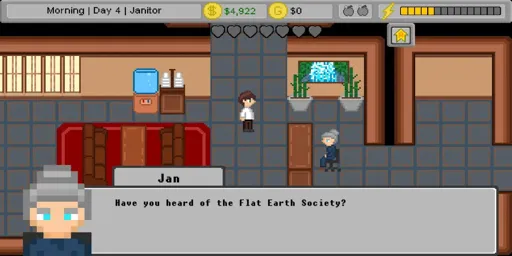 Morning | Day 4 | Janitor
$ $4,922
G $0
Jan
Have you heard of the Flat Earth Society?